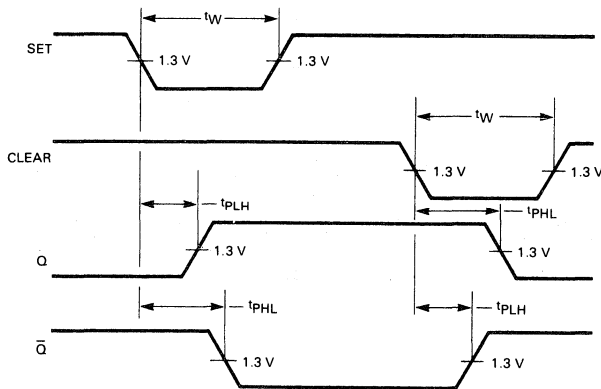 tW
SET
1.3 V
1.3 V
tW
CLEAR
1.3 V
1.3 V
tPLH
tPHL
Q
1.3 V
1.3 V
tPHL
tPLH
Q̄
1.3 V
1.3 V